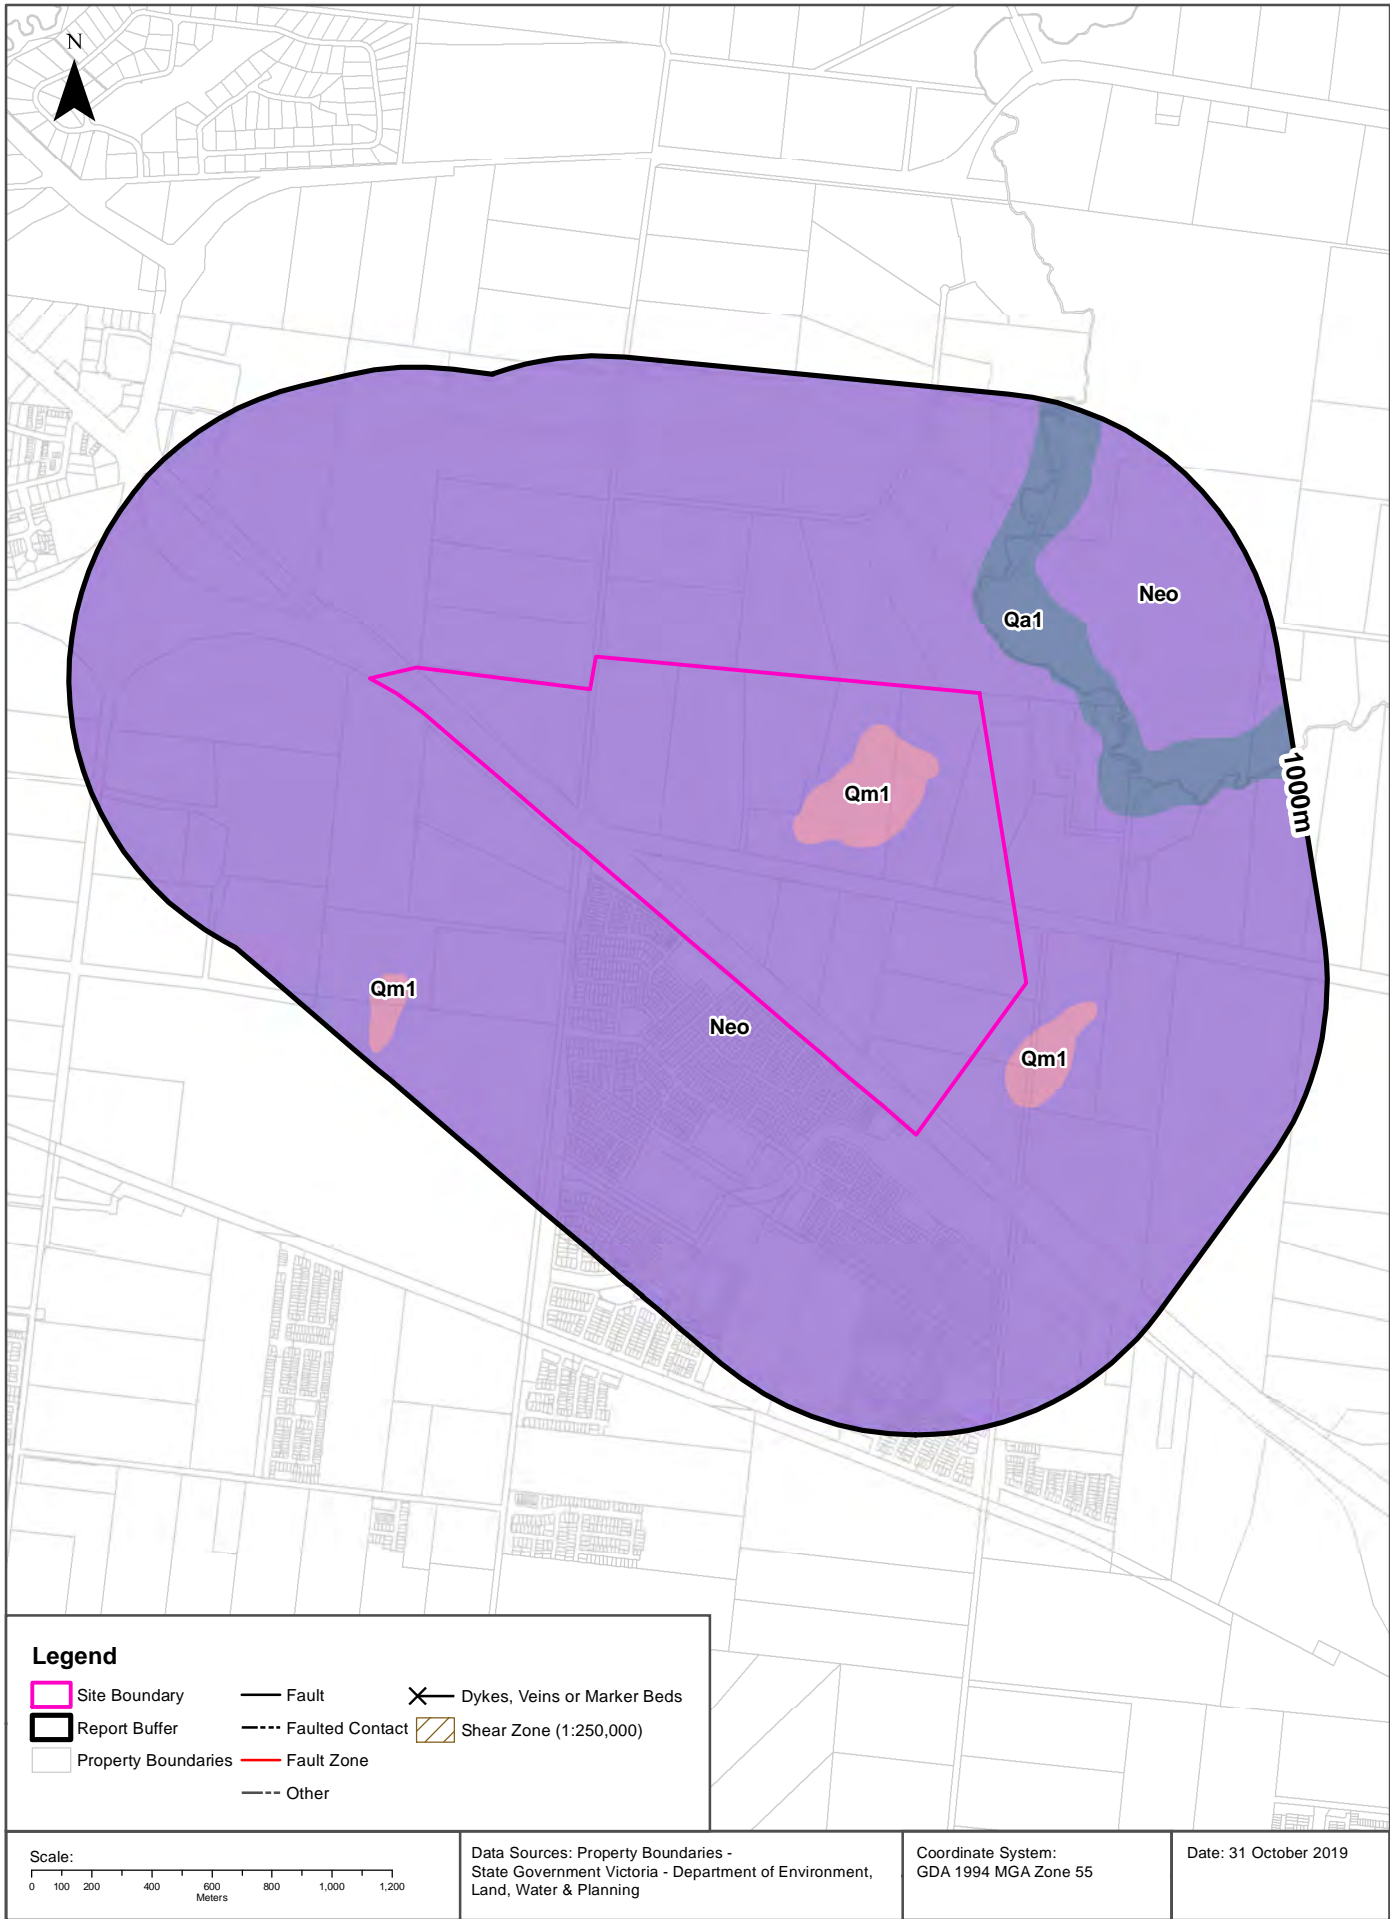 N
Neo
Qa1
1000m
Qm1
Qm1
Neo
Qm1
Legend
Site Boundary
Report Buffer
Property Boundaries
Fault
Faulted Contact
Fault Zone
Other
Dykes, Veins or Marker Beds
Shear Zone (1:250,000)
Scale:
0 100 200 400 600 800 1,000 1,200
Meters
Data Sources: Property Boundaries -
State Government Victoria - Department of Environment,
Land, Water & Planning
Coordinate System:
GDA 1994 MGA Zone 55
Date: 31 October 2019